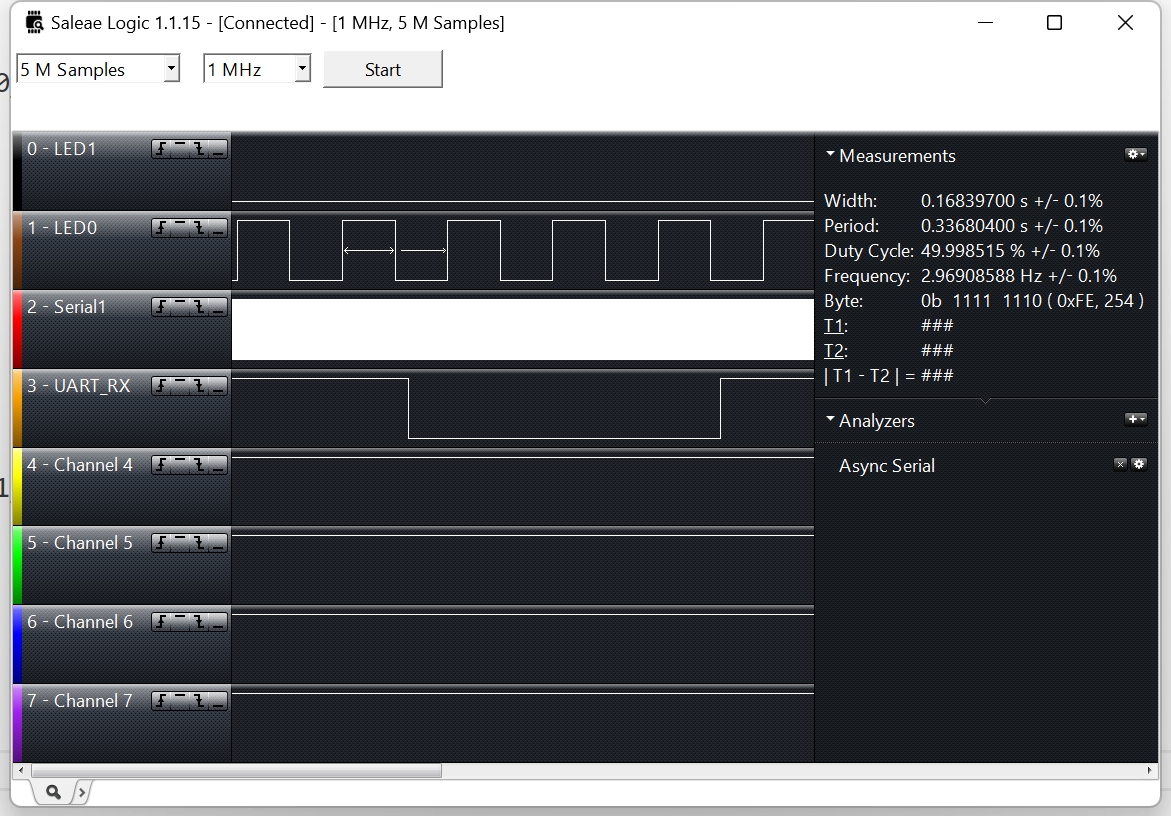 Saleae Logic 1.1.15 - [Connected] - [1 MHz, 5 M Samples]
5 M Samples 1 MHz Start
0 - LED1
1 - LED0
2 - Serial1
3 - UART_RX
4 - Channel 4
5 - Channel 5
6 - Channel 6
7 - Channel 7
Measurements
Width: 0.16839700 s +/- 0.1%
Period: 0.33680400 s +/- 0.1%
Duty Cycle: 49.998515 % +/- 0.1%
Frequency: 2.96908588 Hz +/- 0.1%
Byte: 0b 1111 1110 ( 0xFE, 254 )
T1: ###
T2: ###
| T1 - T2 | = ###
Analyzers
Async Serial